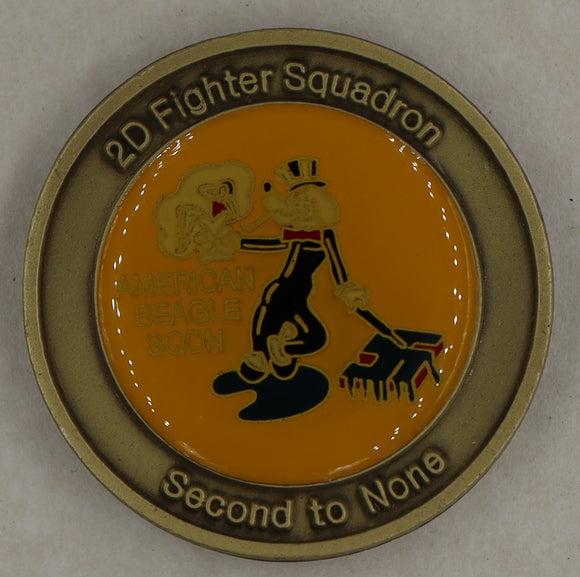 2D Fighter Squadron
AMERICAN
BEAGLE
SQDN
Second to None